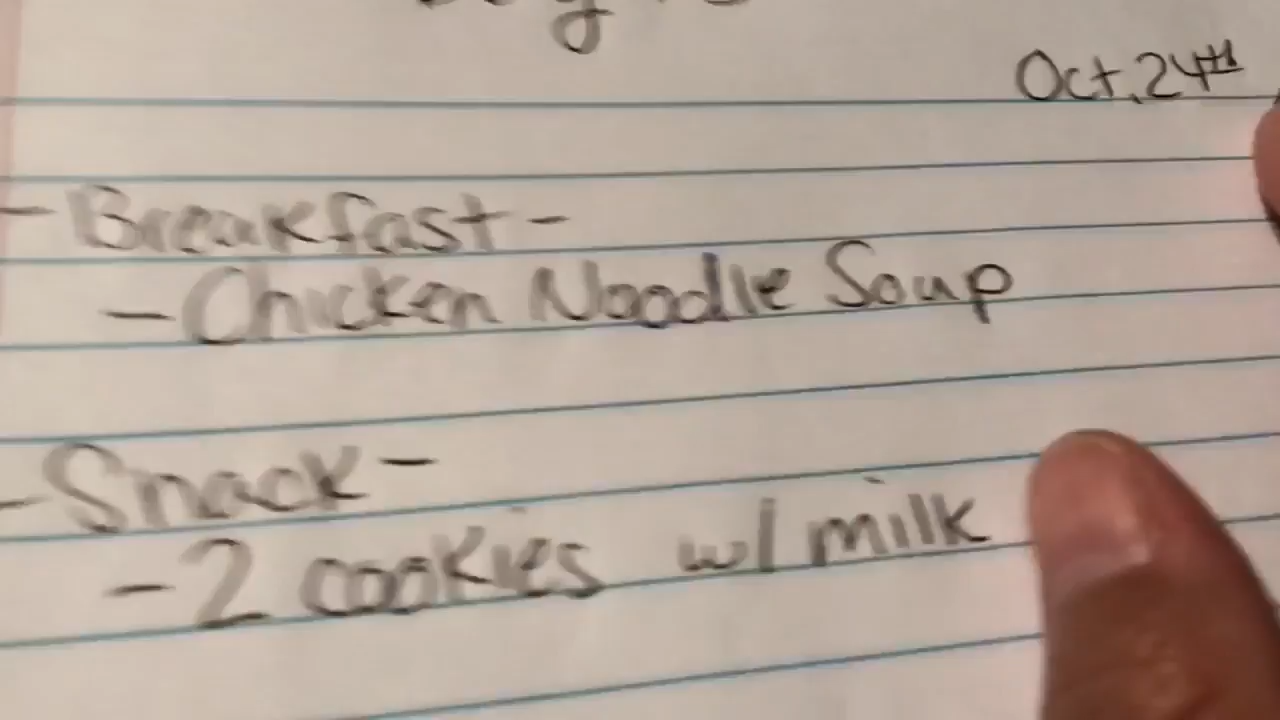 Oct. 24th
- Breakfast -
- Chicken Noodle Soup
- Snack -
- 2 cookies w/ milk